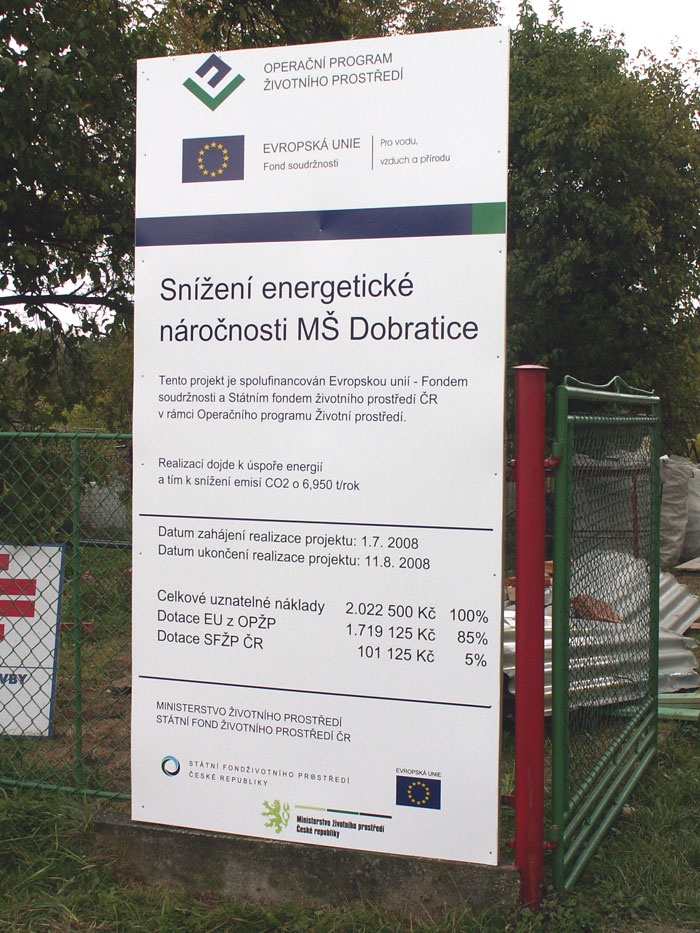 OPERAČNÍ PROGRAM
ŽIVOTNÍHO PROSTŘEDÍ
EVROPSKÁ UNIE
Fond soudržnosti
Pro vodu,
vzduch a přírodu
Snížení energetické
náročnosti MŠ Dobratice
Tento projekt je spolufinancován Evropskou unií - Fondem
soudržnosti a Státním fondem životního prostředí ČR
v rámci Operačního programu Životní prostředí.
Realizací dojde k úspoře energií
a tím k snížení emisí CO2 o 6,950 t/rok
Datum zahájení realizace projektu: 1.7. 2008
Datum ukončení realizace projektu: 11.8. 2008
Celkové uznatelné náklady 2.022 500 Kč 100%
Dotace EU z OPŽP 1.719 125 Kč 85%
Dotace SFŽP ČR 101 125 Kč 5%
MINISTERSTVO ŽIVOTNÍHO PROSTŘEDÍ
STÁTNÍ FOND ŽIVOTNÍHO PROSTŘEDÍ ČR
STÁTNÍ FONDŽIVOTNÍHO PROSTŘEDÍ
ČESKÉ REPUBLIKY
EVROPSKÁ UNIE
Ministerstvo životního prostředí
České republiky
VBY